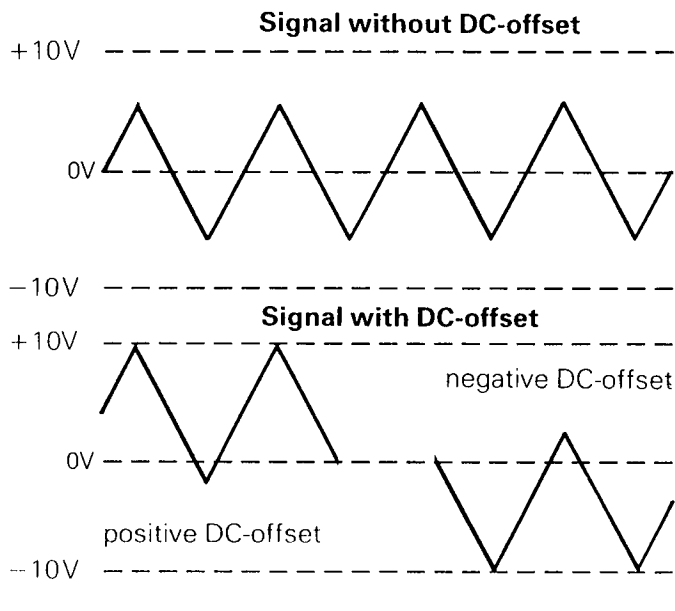 Signal without DC-offset
+10V
0V
−10V
Signal with DC-offset
+10V
negative DC-offset
0V
positive DC-offset
−10V